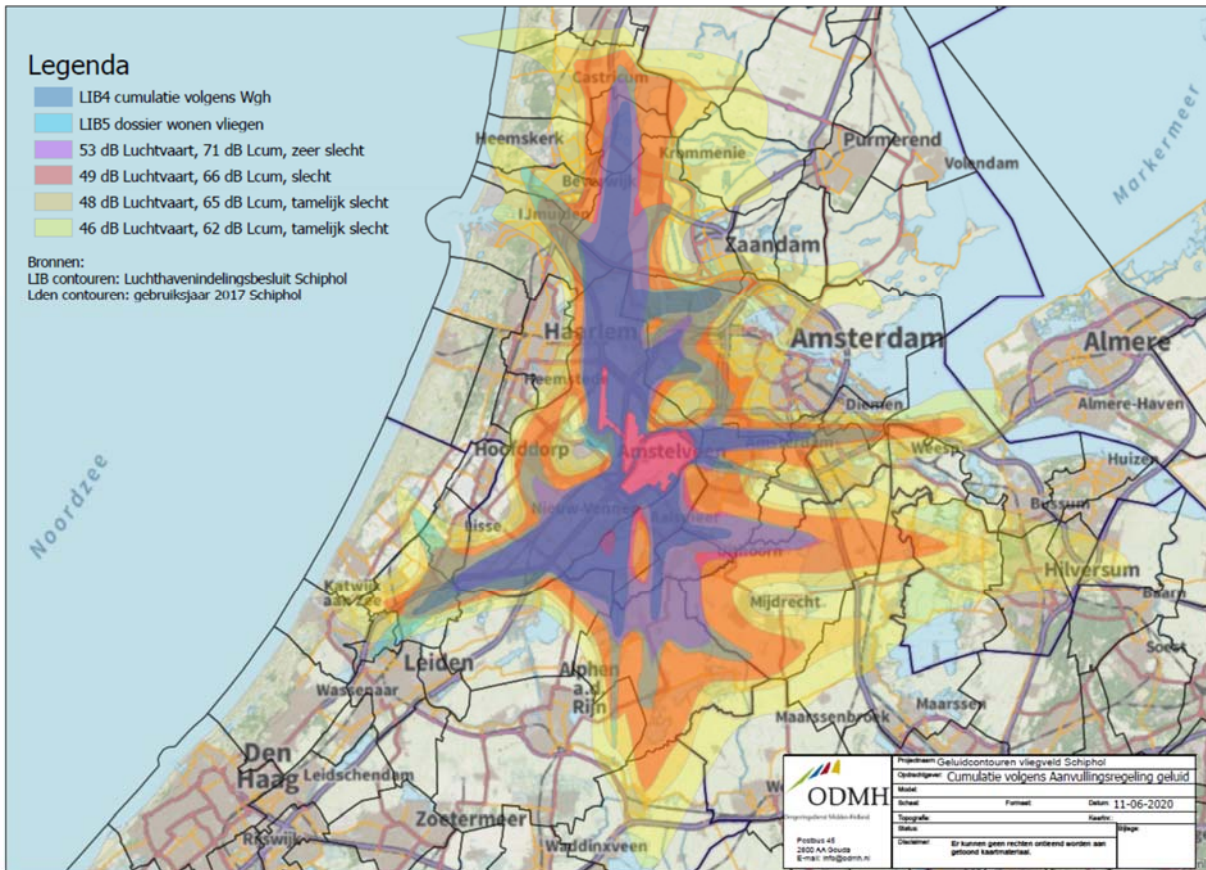 Legenda
LIB4 cumulatie volgens Wgh
LIB5 dossier wonen vliegen
53 dB Luchtvaart, 71 dB Lcum, zeer slecht
49 dB Luchtvaart, 66 dB Lcum, slecht
48 dB Luchtvaart, 65 dB Lcum, tamelijk slecht
46 dB Luchtvaart, 62 dB Lcum, tamelijk slecht
Bronnen:
LIB contouren: Luchthavenindelingsbesluit Schiphol
Lden contouren: gebruiksjaar 2017 Schiphol
Castricum
Heemskerk
Krommenie
Purmerend
Volendam
Markermeer
Beverwijk
IJmuiden
Zaandam
Haarlem
Amsterdam
Almere
Heemstede
Diemen
Almere-Haven
Hoofddorp
Amstelveen
Amsterdam
Weesp
Huizen
Noordzee
Nieuw-Vennep
Aalsmeer
Bussum
Lisse
Uithoorn
Hilversum
Katwijk
aan Zee
Mijdrecht
Baarn
Leiden
Alphen
a.d.
Rijn
Soest
Wassenaar
Maarssen
Maarssenbroek
Den
Haag
Leidschendam
Zoetermeer
Rijswijk
Waddinxveen
ODMH
Omgevingsdienst Midden-Holland
Postbus 45
2800 AA Gouda
E-mail: info@odmh.nl
Projectnaam: Geluidcontouren vliegveld Schiphol
Opdrachtgever: Cumulatie volgens Aanvullingsregeling geluid
Model:
Schaal: Formaat: Datum: 11-06-2020
Topografie: Kaartnr.:
Status: Bijlage:
Disclaimer: Er kunnen geen rechten ontleend worden aan
getoond kaartmateriaal.